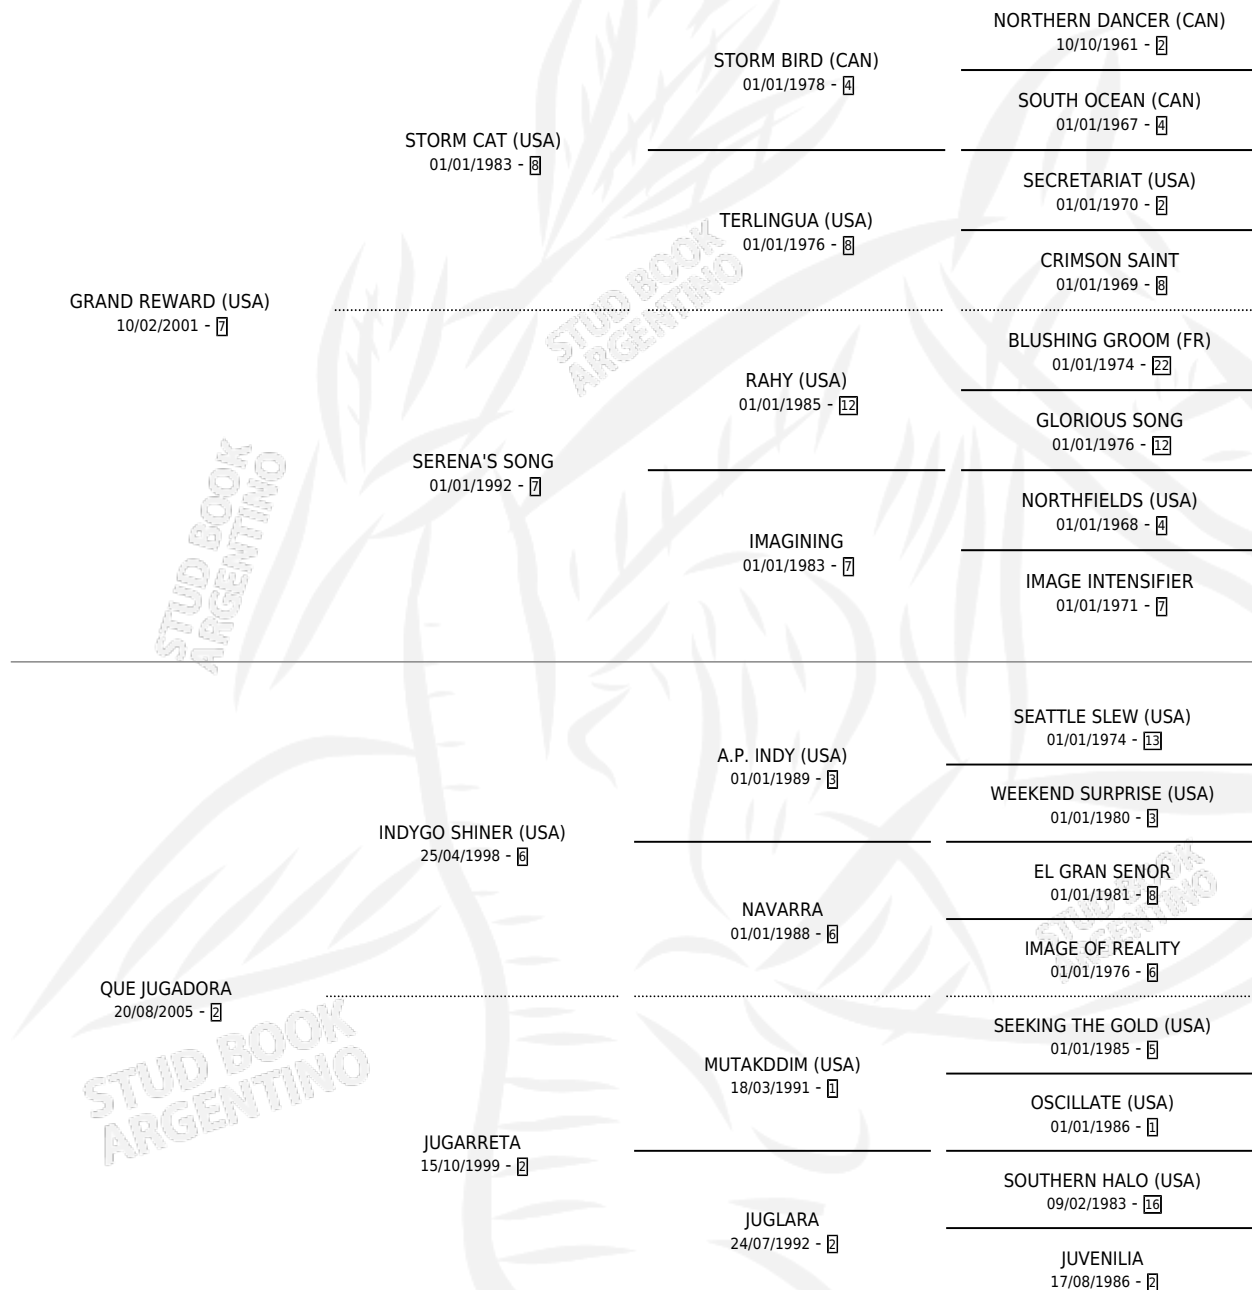 NORTHERN DANCER (CAN)
10/10/1961 - 2
STORM BIRD (CAN)
01/01/1978 - 4
SOUTH OCEAN (CAN)
01/01/1967 - 4
STORM CAT (USA)
01/01/1983 - 8
SECRETARIAT (USA)
01/01/1970 - 2
TERLINGUA (USA)
01/01/1976 - 8
CRIMSON SAINT
01/01/1969 - 8
GRAND REWARD (USA)
10/02/2001 - 7
STUD BOOK
ARGENTINO
BLUSHING GROOM (FR)
01/01/1974 - 22
RAHY (USA)
01/01/1985 - 12
GLORIOUS SONG
01/01/1976 - 12
SERENA'S SONG
01/01/1992 - 7
NORTHFIELDS (USA)
01/01/1968 - 4
IMAGINING
01/01/1983 - 7
IMAGE INTENSIFIER
01/01/1971 - 7
STUD BOOK
ARGENTINO
SEATTLE SLEW (USA)
01/01/1974 - 13
A.P. INDY (USA)
01/01/1989 - 3
WEEKEND SURPRISE (USA)
01/01/1980 - 3
INDYGO SHINER (USA)
25/04/1998 - 6
EL GRAN SENOR
01/01/1981 - 8
NAVARRA
01/01/1988 - 6
IMAGE OF REALITY
01/01/1976 - 6
STUD BOOK
ARGENTINO
QUE JUGADORA
20/08/2005 - 2
STUD BOOK
ARGENTINO
SEEKING THE GOLD (USA)
01/01/1985 - 5
MUTAKDDIM (USA)
18/03/1991 - 1
OSCILLATE (USA)
01/01/1986 - 1
JUGARRETA
15/10/1999 - 2
SOUTHERN HALO (USA)
09/02/1983 - 16
JUGLARA
24/07/1992 - 2
JUVENILIA
17/08/1986 - 2